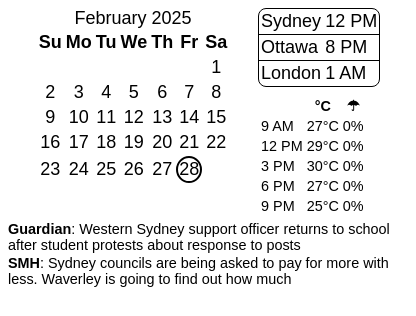 February 2025
Su Mo Tu We Th Fr Sa
1
2 3 4 5 6 7 8
9 10 11 12 13 14 15
16 17 18 19 20 21 22
23 24 25 26 27 28
Sydney 12 PM
Ottawa 8 PM
London 1 AM
°C ☂
9 AM 27°C 0%
12 PM 29°C 0%
3 PM 30°C 0%
6 PM 27°C 0%
9 PM 25°C 0%
Guardian: Western Sydney support officer returns to school
after student protests about response to posts
SMH: Sydney councils are being asked to pay for more with
less. Waverley is going to find out how much